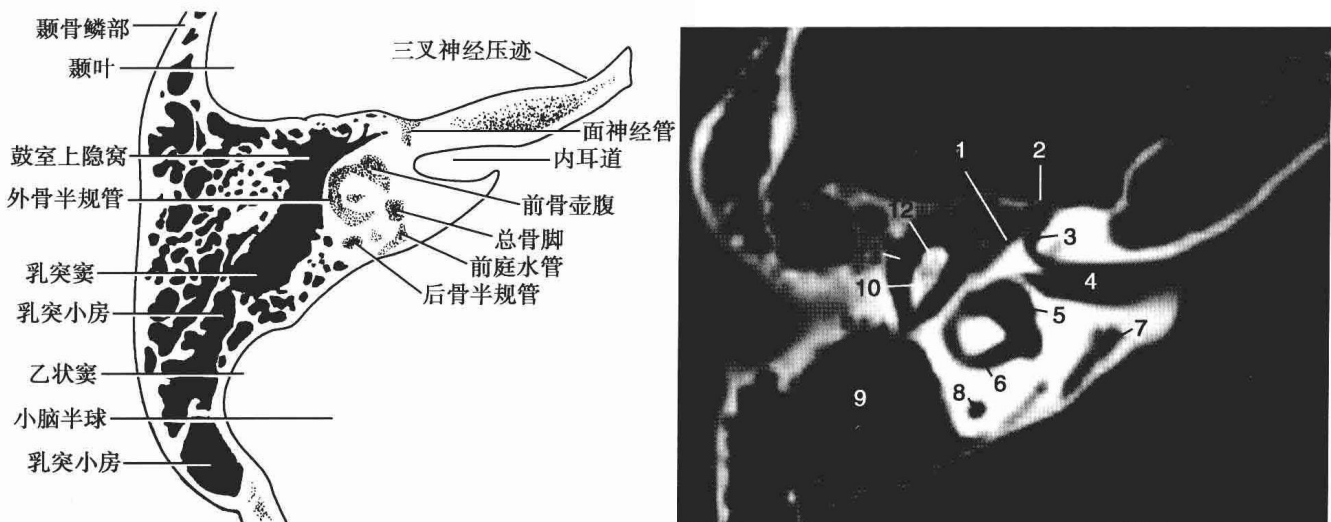 颞骨鳞部
颞叶
鼓室上隐窝
外骨半规管
乳突窦
乳突小房
乙状窦
小脑半球
乳突小房
三叉神经压迹
面神经管
内耳道
前骨壶腹
总骨脚
前庭水管
后骨半规管
1
2
12
3
4
10
5
7
6
8
9